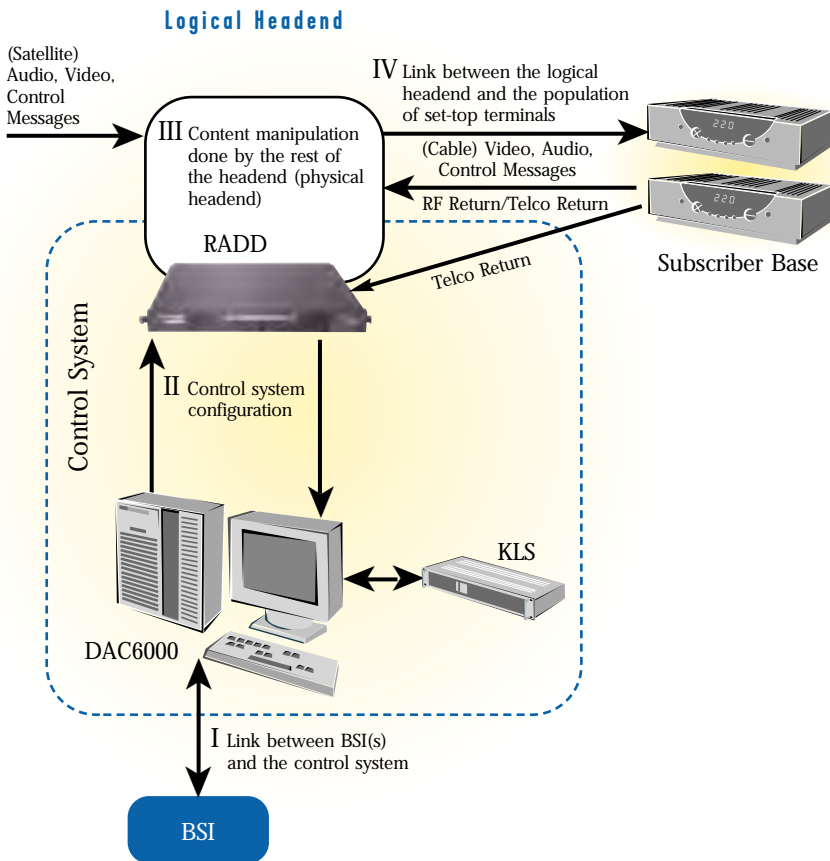 Logical Headend
(Satellite)
Audio, Video,
Control
Messages
III Content manipulation
done by the rest of
the headend (physical
headend)
RADD
IV Link between the logical
headend and the population
of set-top terminals
(Cable) Video, Audio,
Control Messages
RF Return/Telco Return
Telco Return
220
220
Subscriber Base
Control System
II Control system
configuration
KLS
DAC6000
I Link between BSI(s)
and the control system
BSI